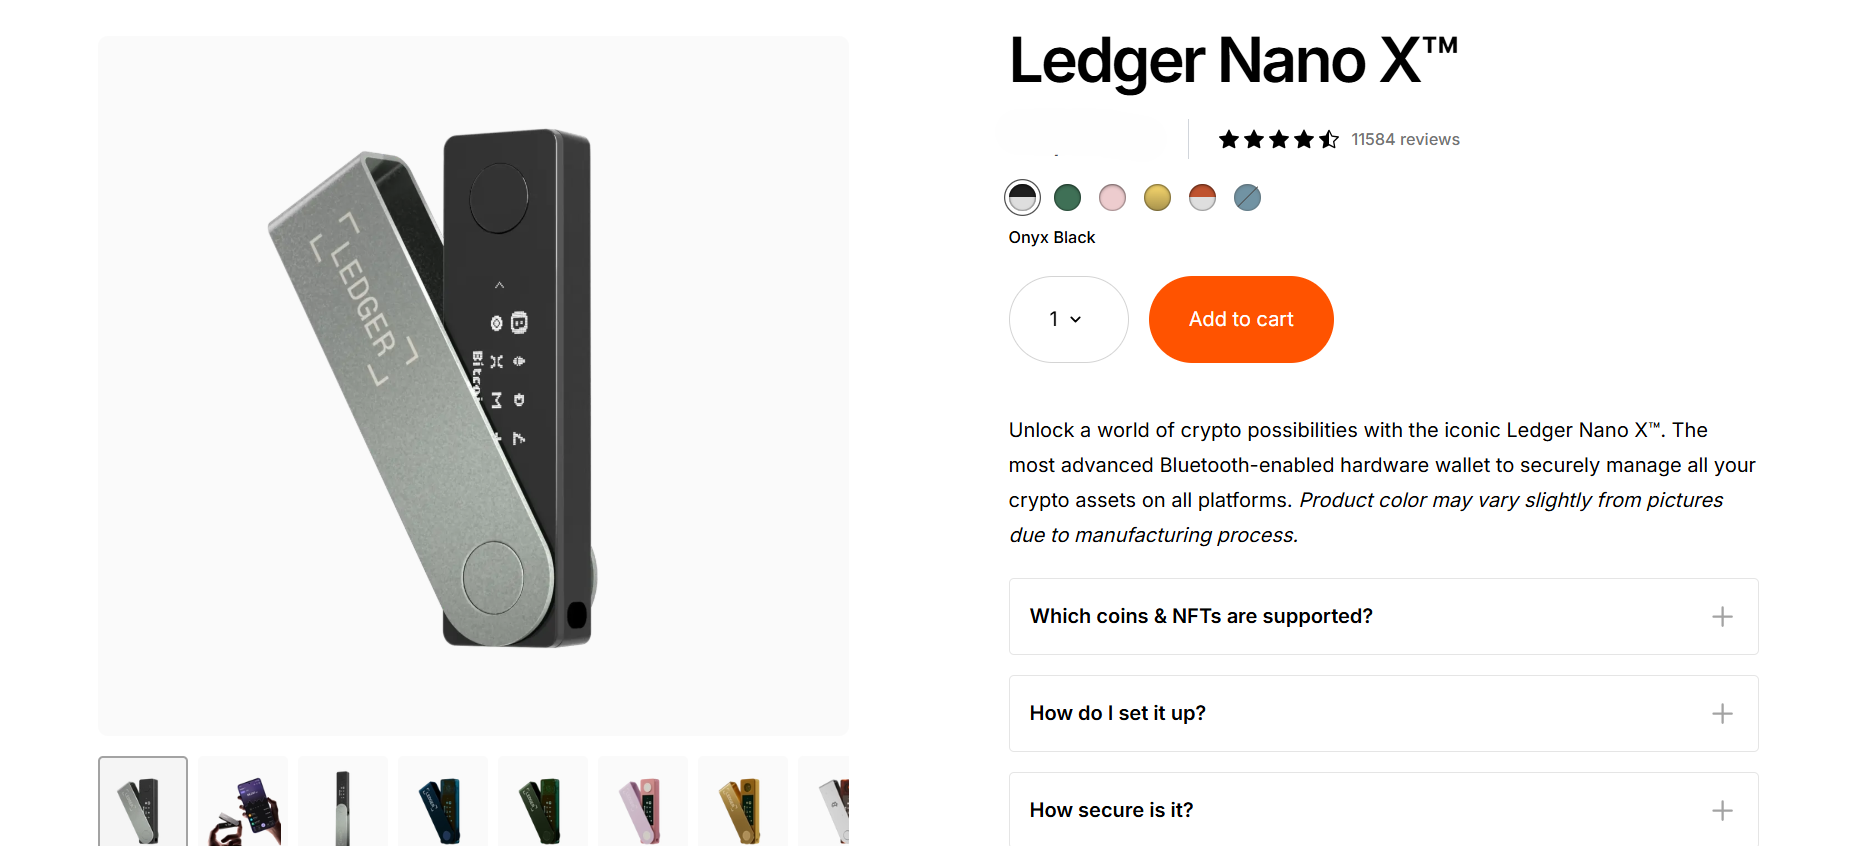 Ledger Nano X™
11584 reviews
Onyx Black
1
Add to cart
Unlock a world of crypto possibilities with the iconic Ledger Nano X™. The
most advanced Bluetooth-enabled hardware wallet to securely manage all your
crypto assets on all platforms. Product color may vary slightly from pictures
due to manufacturing process.
Which coins & NFTs are supported?
How do I set it up?
How secure is it?
LEDGER